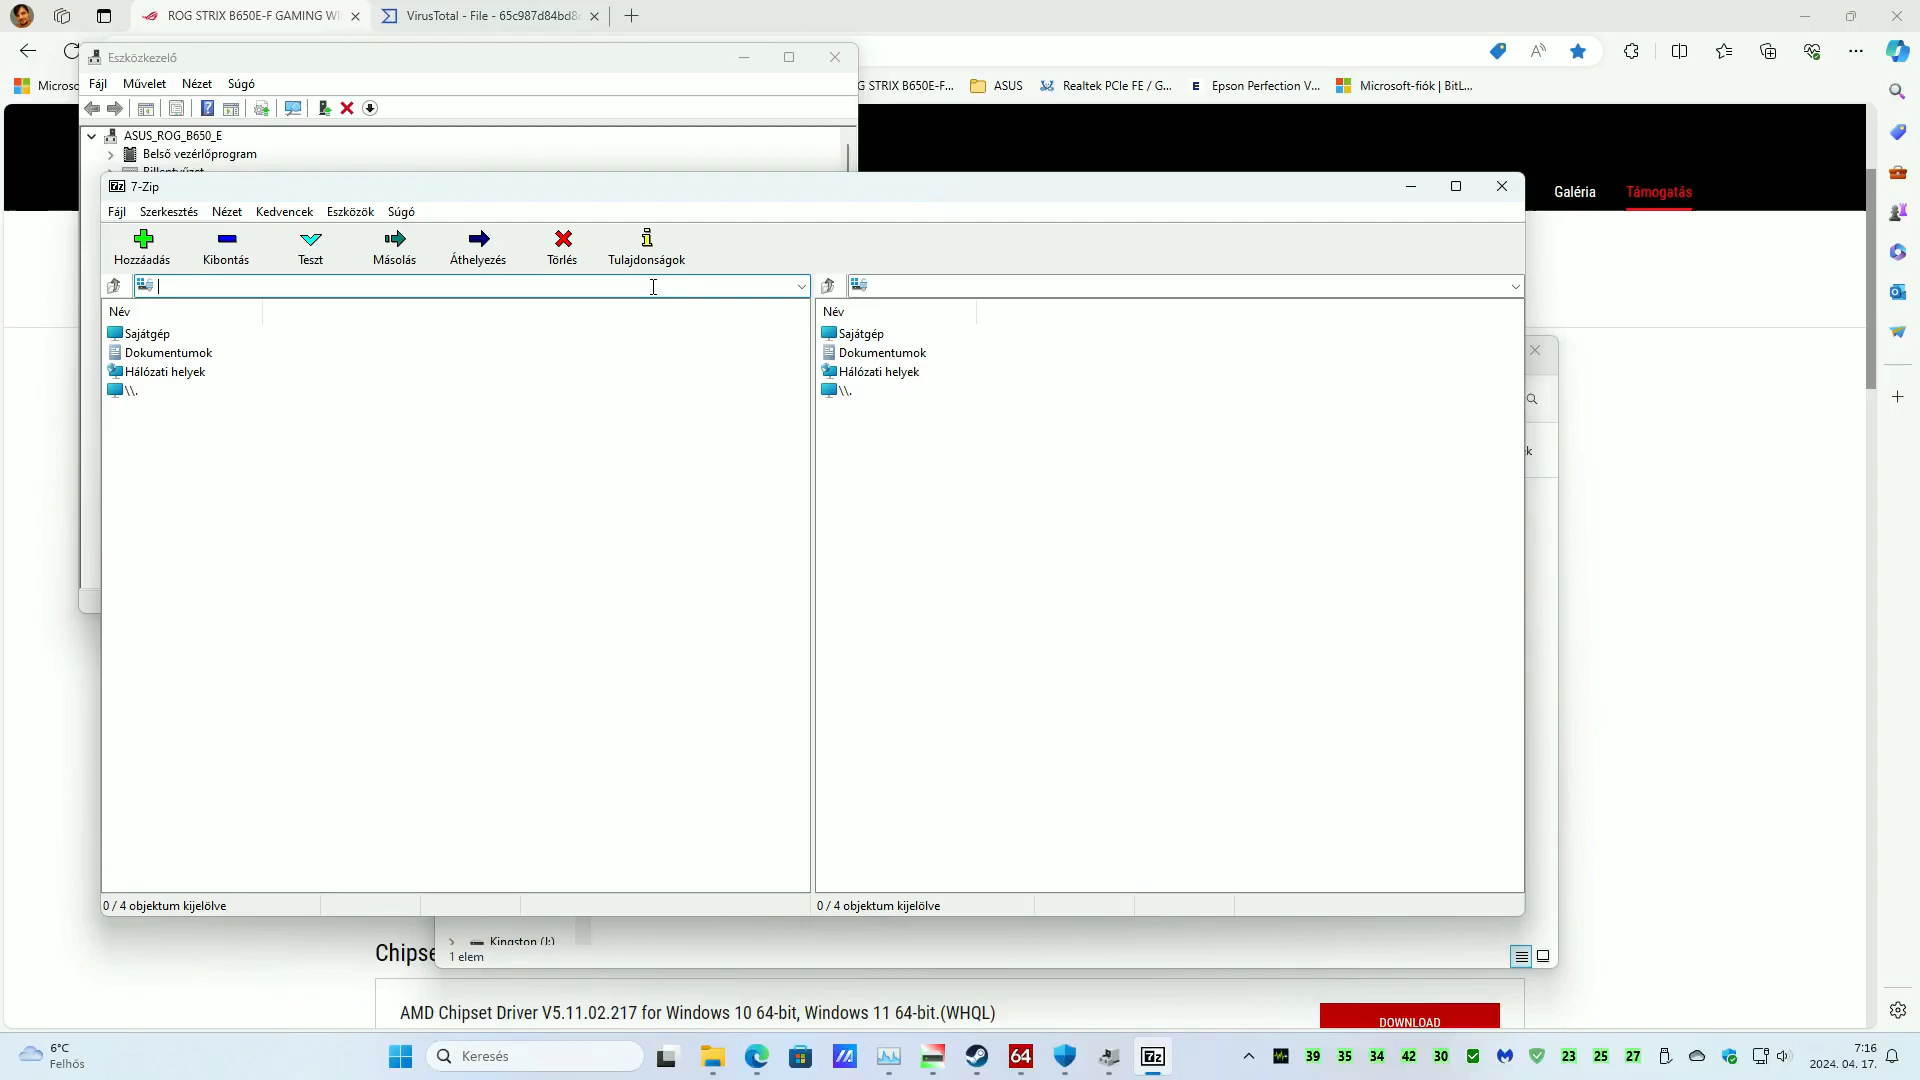 ROG STRIX B650E-F GAMING WI
VirusTotal - File - 65c987d84bd8
Eszközkezelő
Fájl Művelet Nézet Súgó
Microso
G STRIX B650E-F...
ASUS
Realtek PCIe FE / G...
Epson Perfection V...
Microsoft-fiók | BitL...
ASUS_ROG_B650_E
Belső vezérlőprogram
Billentyűzet
7-Zip
Galéria
Támogatás
Fájl Szerkesztés Nézet Kedvencek Eszközök Súgó
Hozzáadás Kibontás Teszt Másolás Áthelyezés Törlés Tulajdonságok
Név
Sajátgép
Dokumentumok
Hálózati helyek
\\.
Név
Sajátgép
Dokumentumok
Hálózati helyek
\\.
k
0 / 4 objektum kijelölve
0 / 4 objektum kijelölve
Kingston (J:)
1 elem
Chipse
AMD Chipset Driver V5.11.02.217 for Windows 10 64-bit, Windows 11 64-bit.(WHQL)
DOWNLOAD
6°C
Felhős
Keresés
64
7z
39 35 34 42 30
23 25 27
7:16
2024. 04. 17.